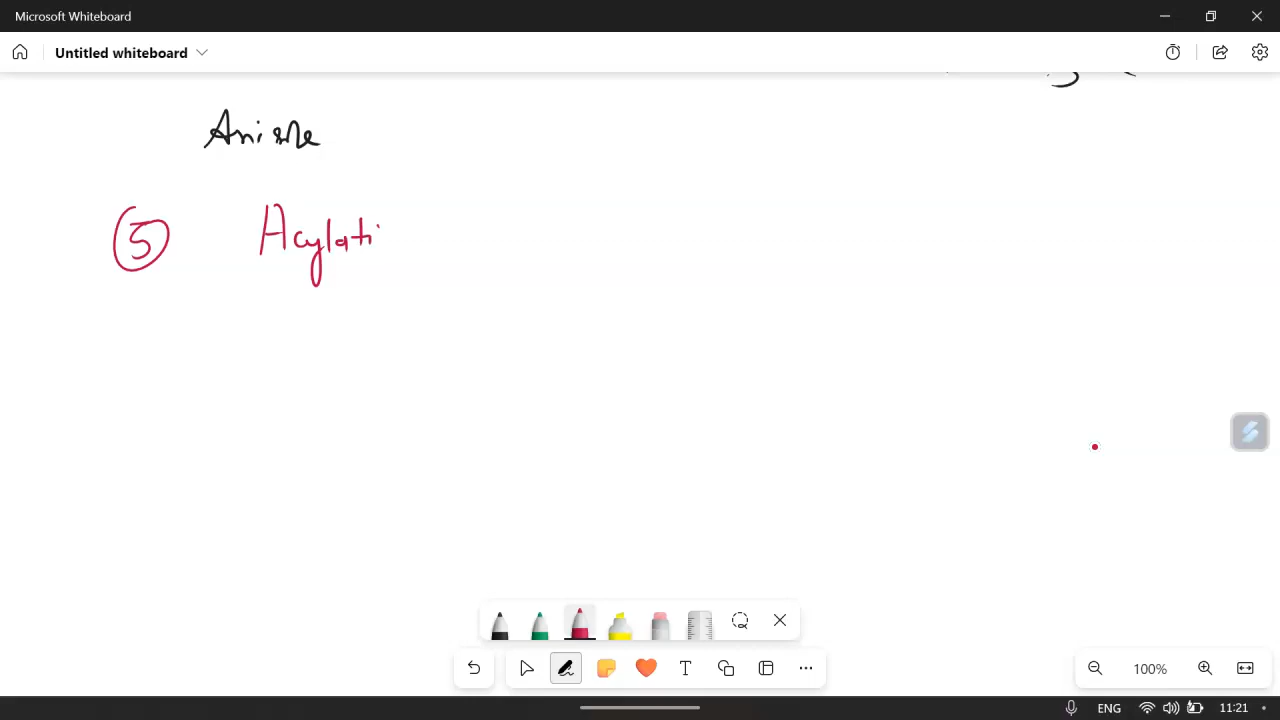 Microsoft Whiteboard
Untitled whiteboard
Anisole
5 Acylati
100%
ENG 11:21